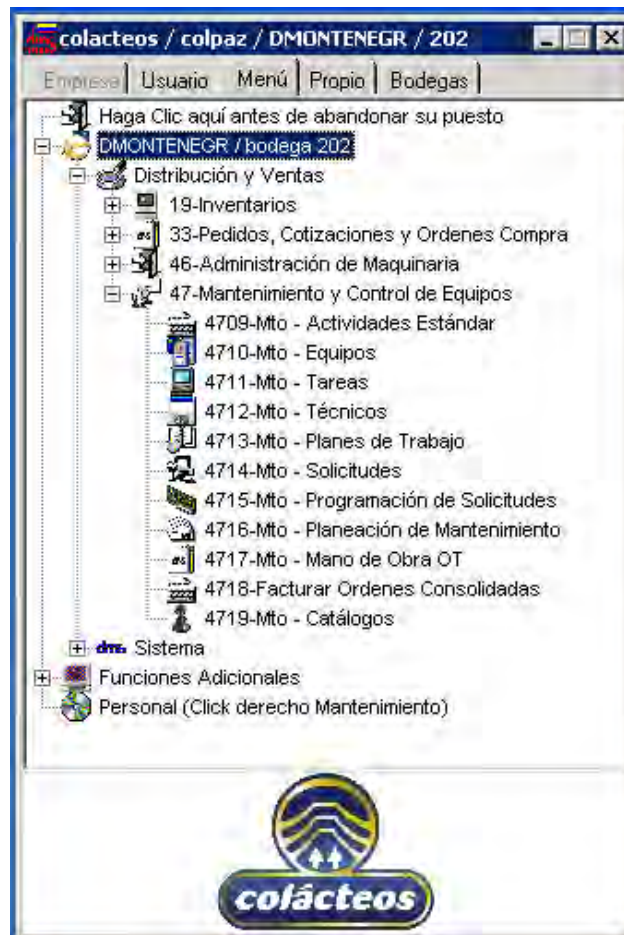 colacteos / colpaz / DMONTENEGR / 202
Empresa Usuario Menú Propio Bodegas
Haga Clic aquí antes de abandonar su puesto
DMONTENEGR / bodega 202
Distribución y Ventas
19-Inventarios
33-Pedidos, Cotizaciones y Ordenes Compra
46-Administración de Maquinaria
47-Mantenimiento y Control de Equipos
4709-Mto - Actividades Estándar
4710-Mto - Equipos
4711-Mto - Tareas
4712-Mto - Técnicos
4713-Mto - Planes de Trabajo
4714-Mto - Solicitudes
4715-Mto - Programación de Solicitudes
4716-Mto - Planeación de Mantenimiento
4717-Mto - Mano de Obra OT
4718-Facturar Ordenes Consolidadas
4719-Mto - Catálogos
dms Sistema
Funciones Adicionales
Personal (Click derecho Mantenimiento)
colácteos